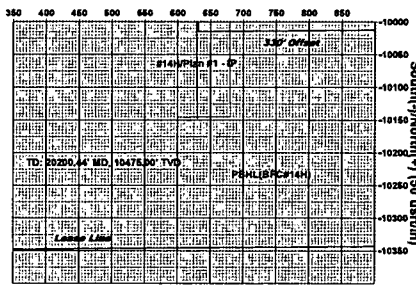 350 400 450 500 550 600 650 700 750 800 850
-10000
330' Offset
-10050
#14H/Plan #1 -
-10100
-10150
-10200
TD: 20200.44' MD, 10475.00' TVD
PBHL(BFC#14H)
-10250
-10300
Lease Line
-10350
South(-)/North(+) (50 usft/in)